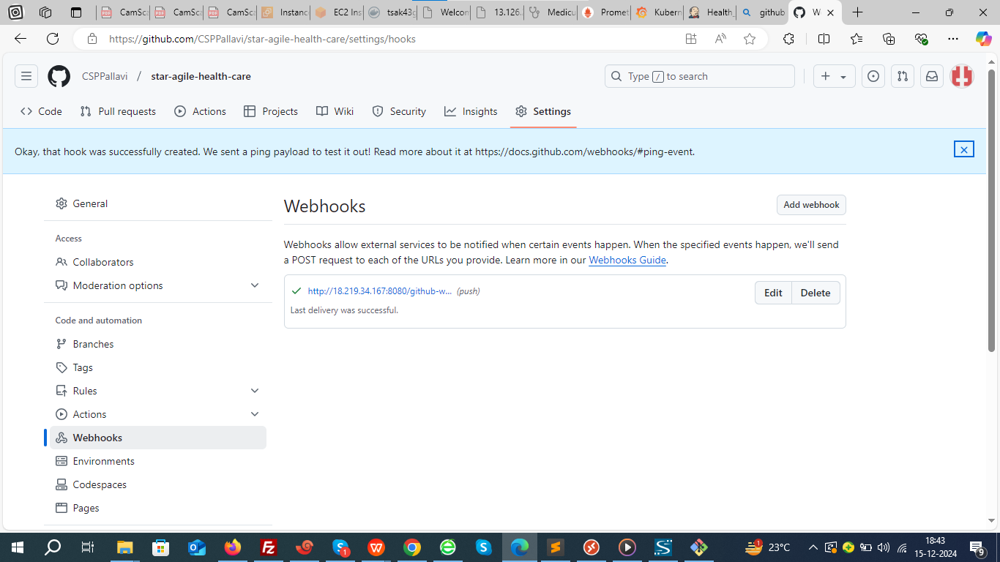 CamSca
CamSca
CamSca
Instanc
EC2 Ins
tsak43g
Welcon
13.126.
Medicu
Promet
Kubern
Health_
github
W
https://github.com/CSPPallavi/star-agile-health-care/settings/hooks
CSPPallavi / star-agile-health-care
Type / to search
Code
Pull requests
Actions
Projects
Wiki
Security
Insights
Settings
Okay, that hook was successfully created. We sent a ping payload to test it out! Read more about it at https://docs.github.com/webhooks/#ping-event.
General
Access
Collaborators
Moderation options
Code and automation
Branches
Tags
Rules
Actions
Webhooks
Environments
Codespaces
Pages
Webhooks
Add webhook
Webhooks allow external services to be notified when certain events happen. When the specified events happen, we'll send
a POST request to each of the URLs you provide. Learn more in our Webhooks Guide.
http://18.219.34.167:8080/github-w... (push)
Edit
Delete
Last delivery was successful.
23°C
18:43
15-12-2024
9